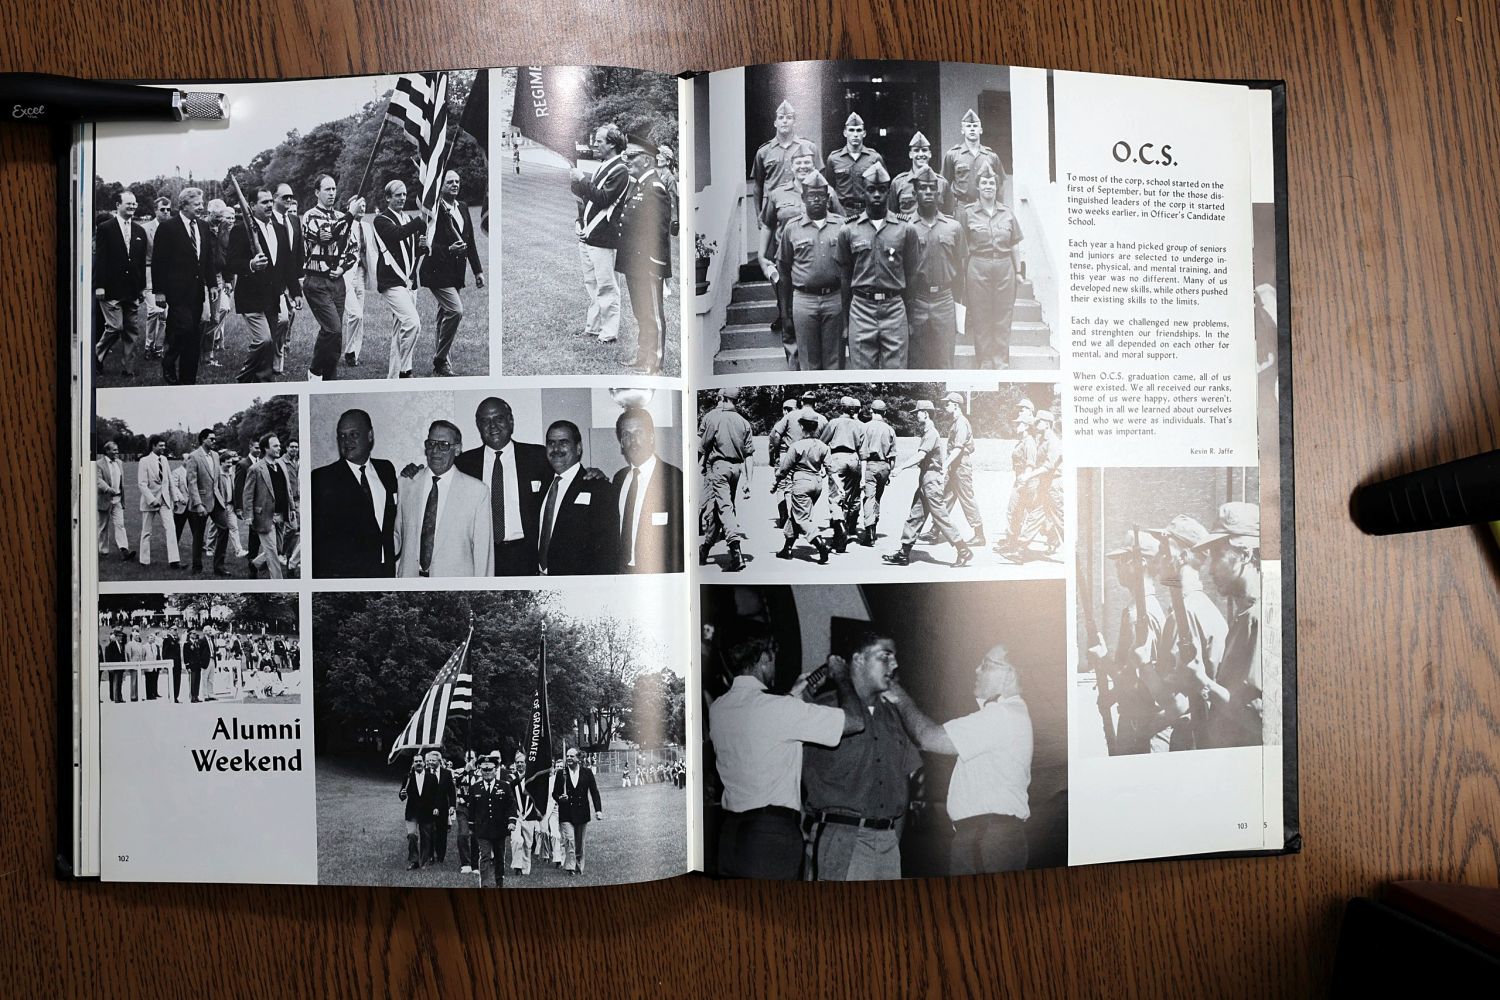 Excel
REGIME
OF GRADUATES
Alumni
Weekend
102
O.C.S.
To most of the corp, school started on the
first of September, but for the those dis-
tinguished leaders of the corp it started
two weeks earlier, in Officer's Candidate
School.
Each year a hand picked group of seniors
and juniors are selected to undergo in-
tense, physical, and mental training, and
this year was no different. Many of us
developed new skills, while others pushed
their existing skills to the limits.
Each day we challenged new problems,
and strenghten our friendships. In the
end we all depended on each other for
mental, and moral support.
When O.C.S. graduation came, all of us
were existed. We all received our ranks,
some of us were happy, others weren't.
Though in all we learned about ourselves
and who we were as individuals. That's
what was important.
Kevin R. Jaffe
103
5